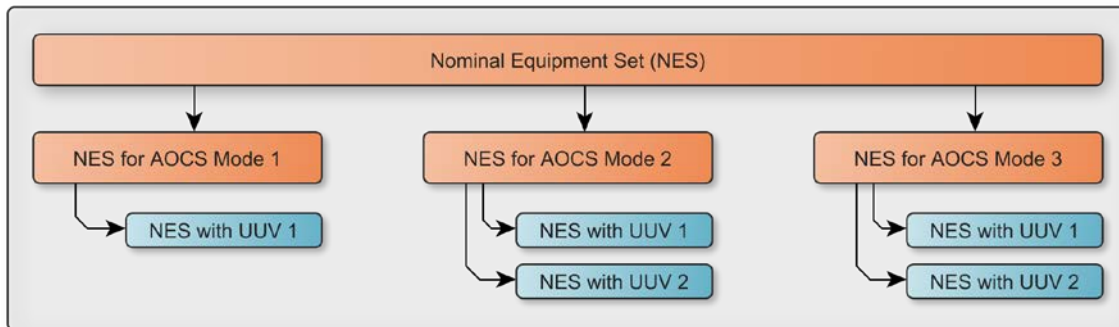 Nominal Equipment Set (NES)
NES for AOCS Mode 1
NES for AOCS Mode 2
NES for AOCS Mode 3
NES with UUV 1
NES with UUV 1
NES with UUV 1
NES with UUV 2
NES with UUV 2